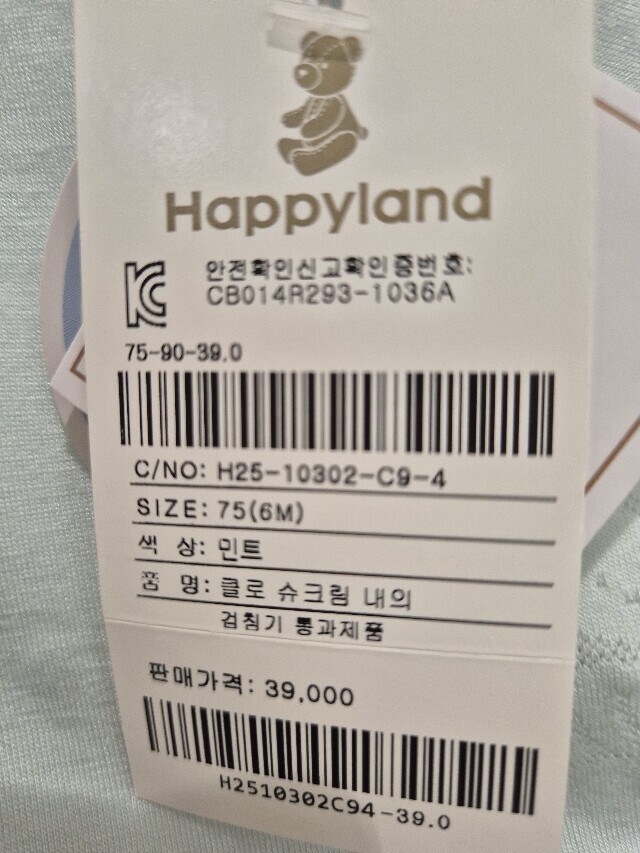 Happyland
안전확인신고확인증번호:
CB014R293-1036A
75-90-39.0
C/NO: H25-10302-C9-4
SIZE: 75(6M)
색 상: 민트
품 명: 클로 슈크림 내의
검침기 통과제품
판매가격: 39,000
H2510302C94-39.0